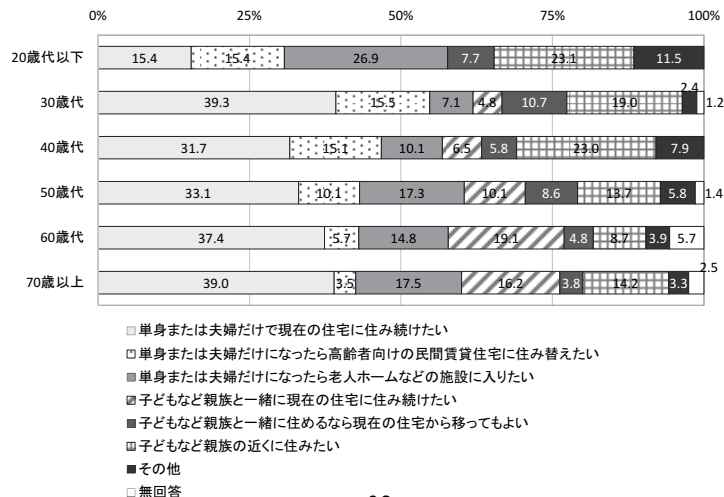 0% 25% 50% 75% 100%
20歳代以下 15.4 15.4 26.9 7.7 23.1 11.5
30歳代 39.3 15.5 7.1 4.8 10.7 19.0 2.4 1.2
40歳代 31.7 15.1 10.1 6.5 5.8 23.0 7.9
50歳代 33.1 10.1 17.3 10.1 8.6 13.7 5.8 1.4
60歳代 37.4 5.7 14.8 19.1 4.8 8.7 3.9 5.7
70歳以上 39.0 3.5 17.5 16.2 3.8 14.2 3.3 2.5
単身または夫婦だけで現在の住宅に住み続けたい
単身または夫婦だけになったら高齢者向けの民間賃貸住宅に住み替えたい
単身または夫婦だけになったら老人ホームなどの施設に入りたい
子どもなど親族と一緒に現在の住宅に住み続けたい
子どもなど親族と一緒に住めるなら現在の住宅から移ってもよい
子どもなど親族の近くに住みたい
その他
無回答